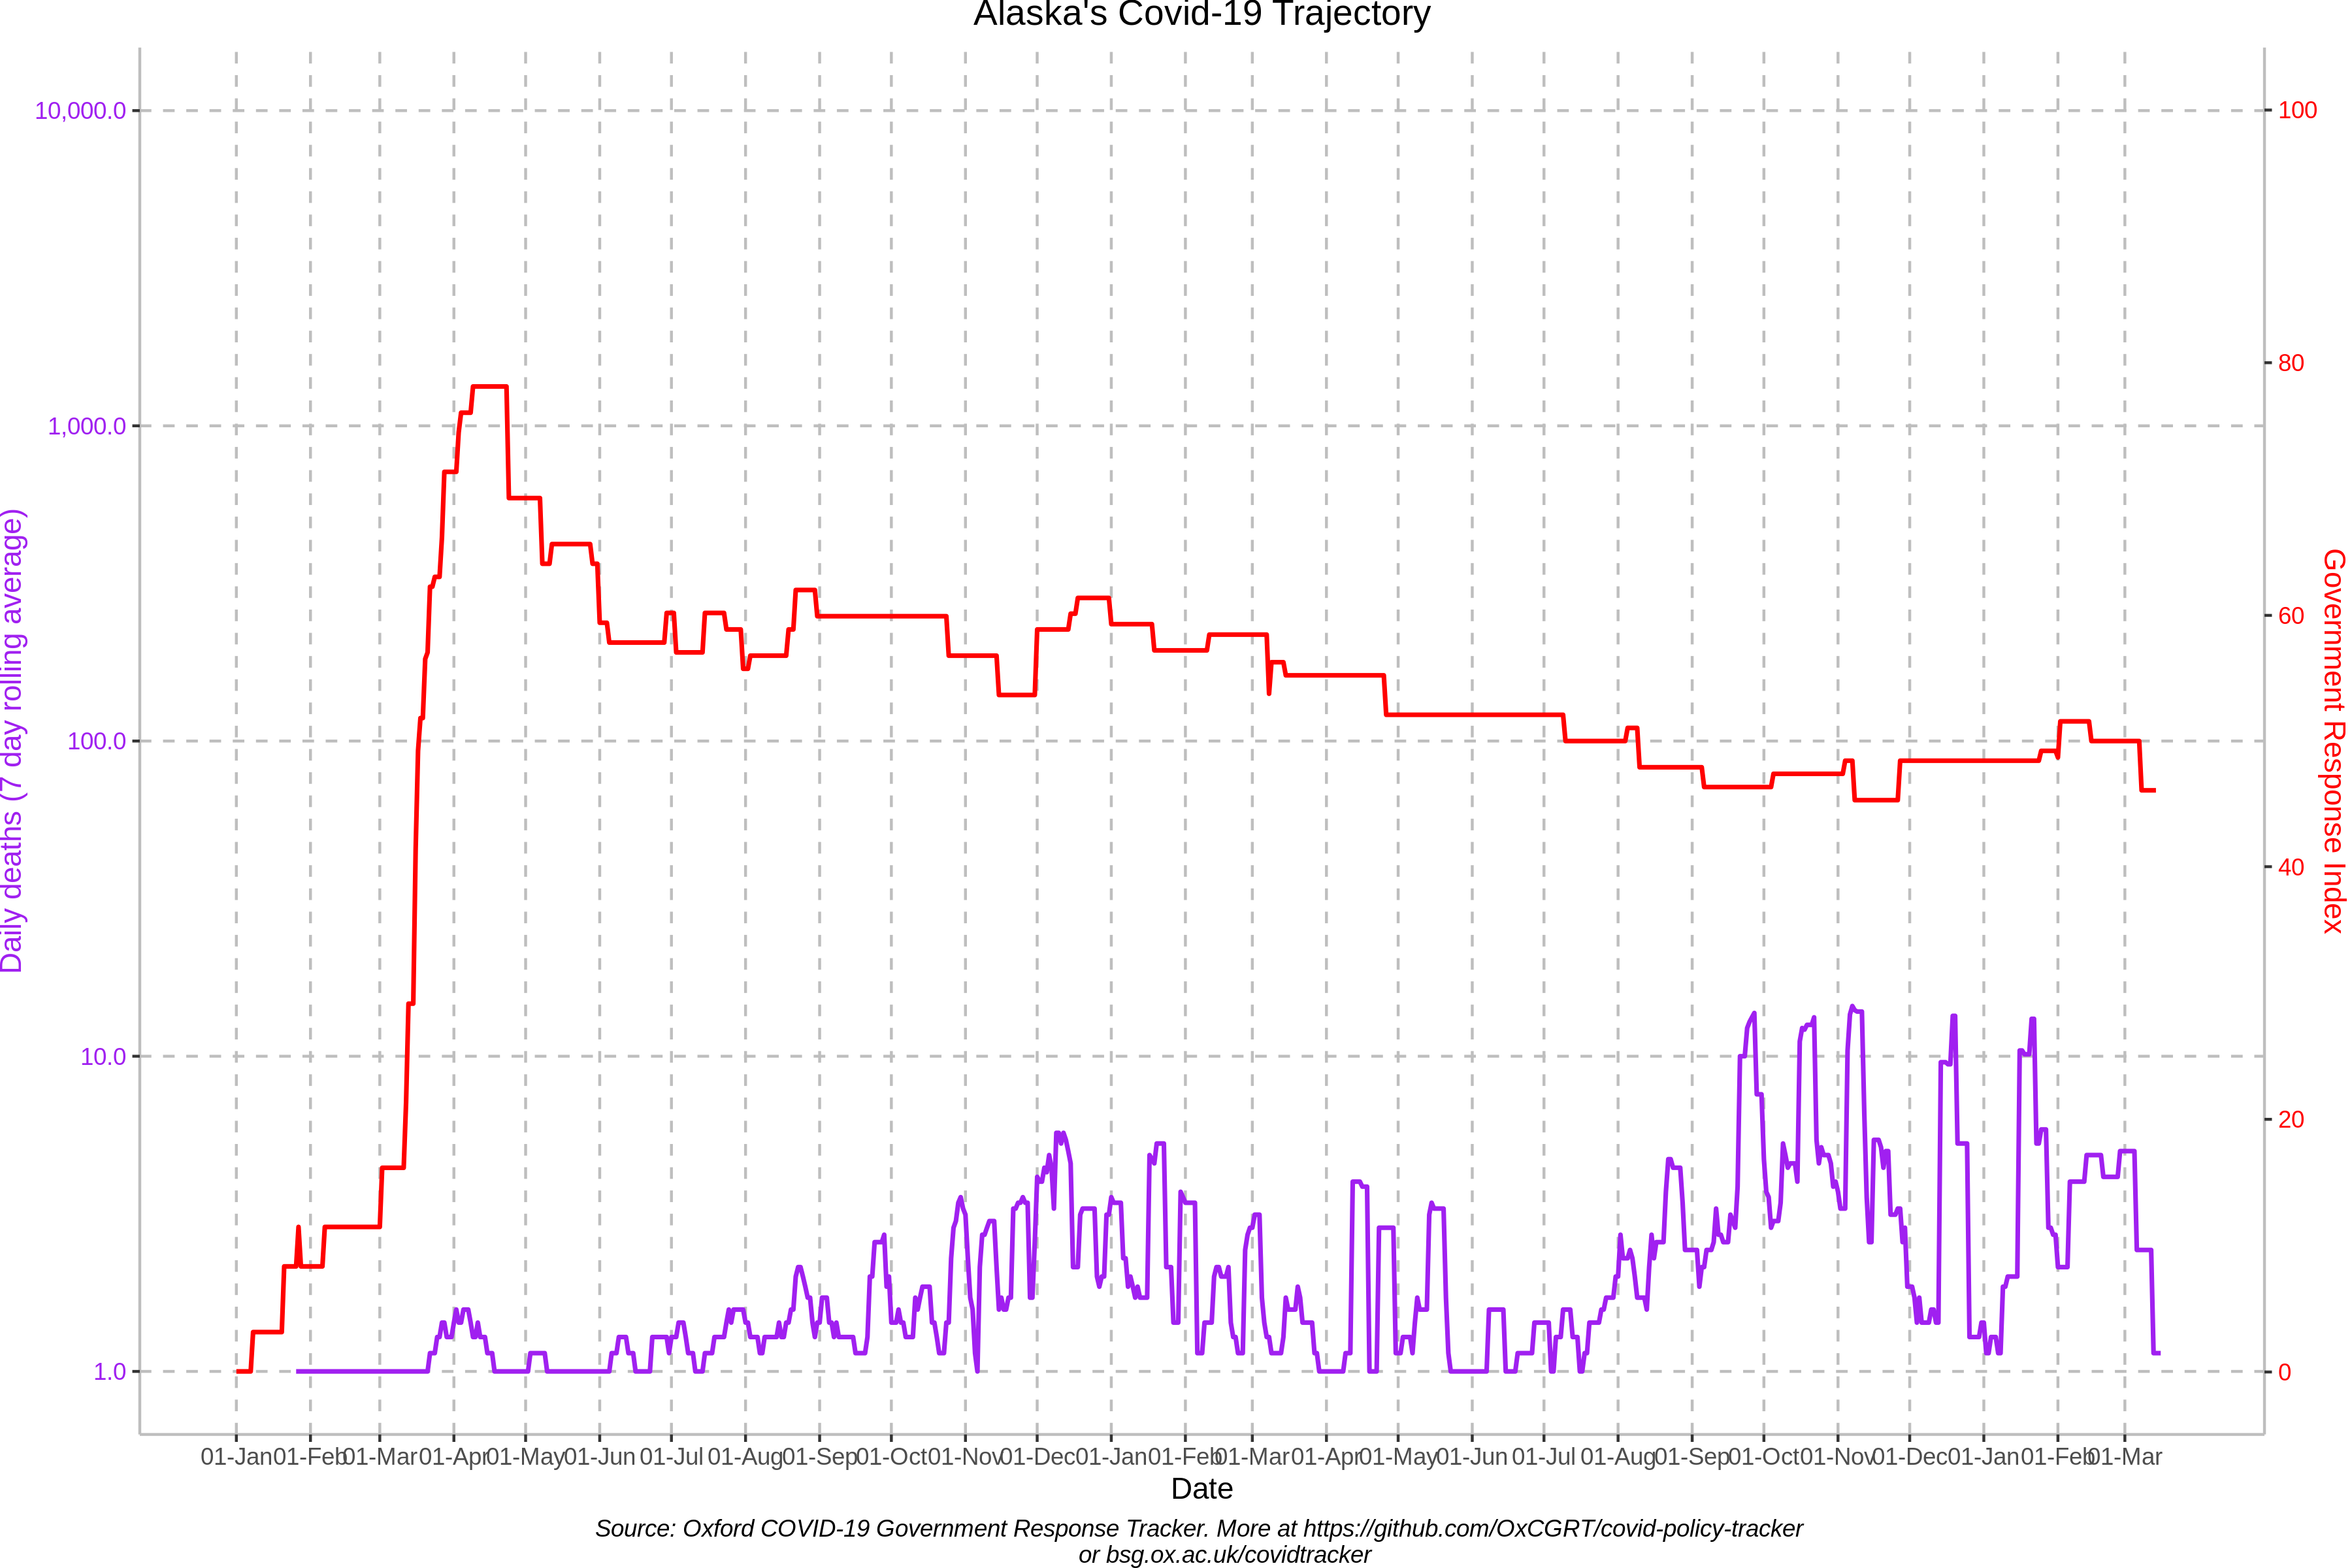 Alaska's Covid-19 Trajectory
10,000.0
1,000.0
100.0
10.0
1.0
Daily deaths (7 day rolling average)
100
80
60
40
20
0
Government Response Index
01-Jan 01-Feb 01-Mar 01-Apr 01-May 01-Jun 01-Jul 01-Aug 01-Sep 01-Oct 01-Nov 01-Dec 01-Jan 01-Feb 01-Mar 01-Apr 01-May 01-Jun 01-Jul 01-Aug 01-Sep 01-Oct 01-Nov 01-Dec 01-Jan 01-Feb 01-Mar
Date
Source: Oxford COVID-19 Government Response Tracker. More at https://github.com/OxCGRT/covid-policy-tracker
or bsg.ox.ac.uk/covidtracker